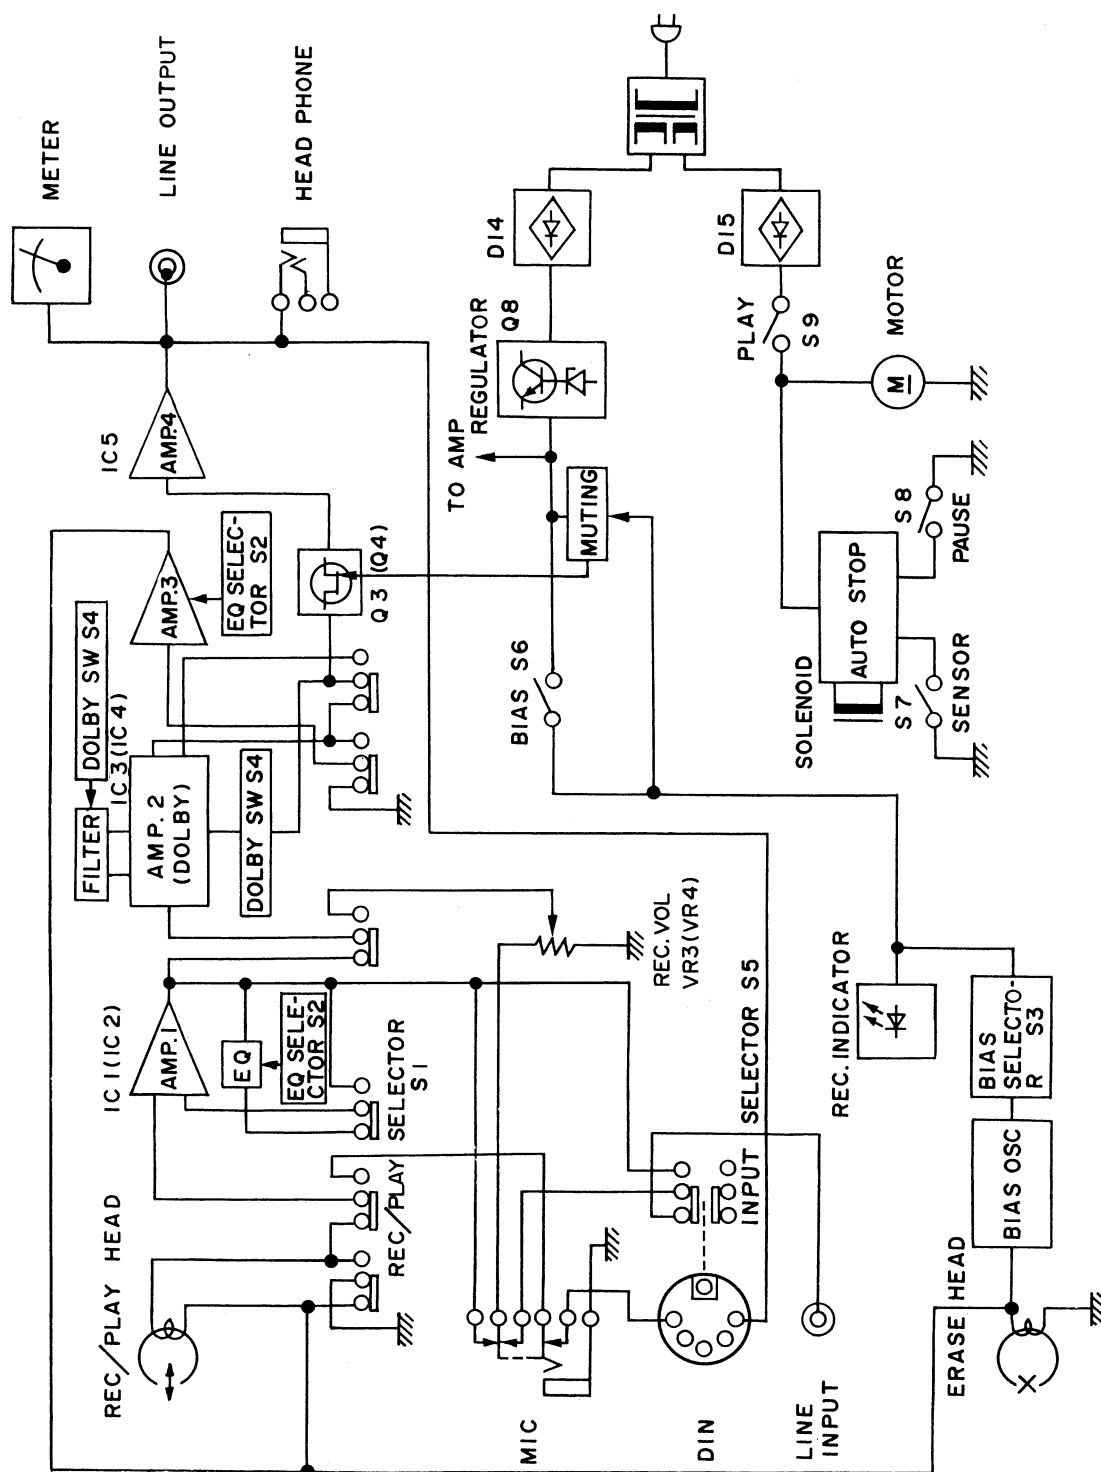 METER
LINE OUTPUT
HEAD PHONE
IC5
AMP.4
AMP.3
EQ SELEC-
TOR S2
DOLBY SW S4
IC3(IC4)
FILTER
AMP.2
(DOLBY)
DOLBY SW S4
Q3 (Q4)
MUTING
TO AMP
REGULATOR
Q8
D14
D15
PLAY
S9
MOTOR
M
BIAS S6
SOLENOID
AUTO STOP
S7
SENSOR
S8
PAUSE
IC1(IC2)
AMP.1
EQ
EQ SELE-
CTOR S2
SELECTOR
S1
REC/PLAY
REC/PLAY HEAD
REC.VOL
VR3(VR4)
INPUT SELECTOR S5
MIC
DIN
LINE
INPUT
REC.INDICATOR
BIAS
SELECTO-
R S3
BIAS OSC
ERASE HEAD